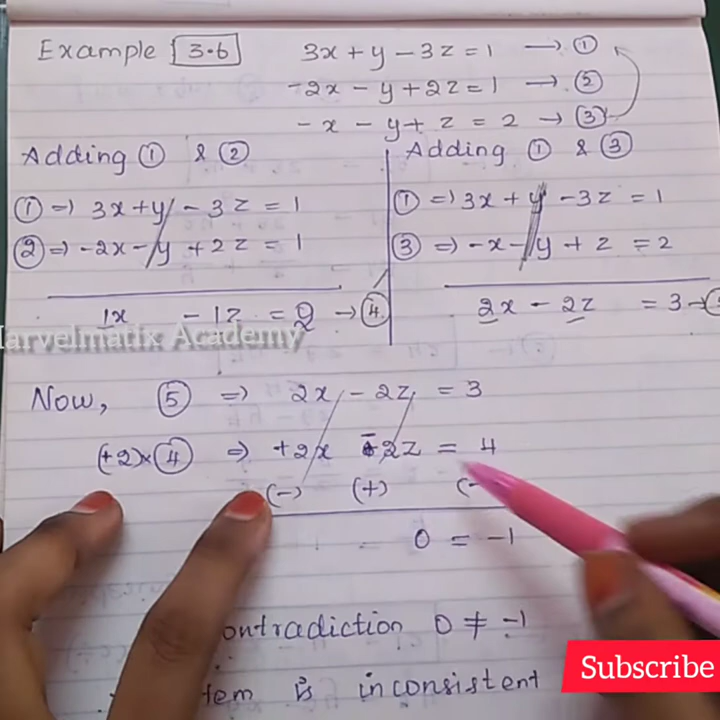 Example 3.6 3x + y − 3z = 1 → ①
−2x − y + 2z = 1 → ②
− x − y + z = 2 → ③
Adding ① & ②
① ⇒ 3x + y − 3z = 1
② ⇒ −2x − y + 2z = 1
1x − 1z = 2 → ④
Adding ① & ③
① ⇒ 3x + y − 3z = 1
③ ⇒ −x − y + z = 2
2x − 2z = 3 →
Marvelmatix Academy
Now, ⑤ ⇒ 2x − 2z = 3
(+2)×④ ⇒ +2x −2z = 4
(−) (+) (−
0 = −1
ontradiction 0 ≠ −1
tem is inconsistent
Subscribe